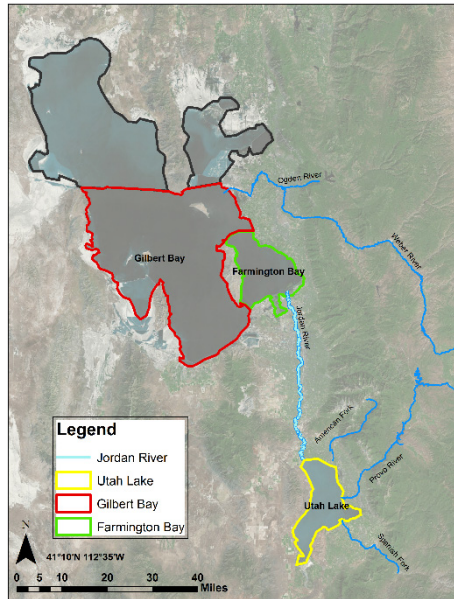 Ogden River
Weber River
Gilbert Bay
Farmington Bay
Jordan River
American Fork
Provo River
Utah Lake
Spanish Fork
Legend
Jordan River
Utah Lake
Gilbert Bay
Farmington Bay
N
41°10'N 112°35'W
0 5 10 20 30 40
Miles